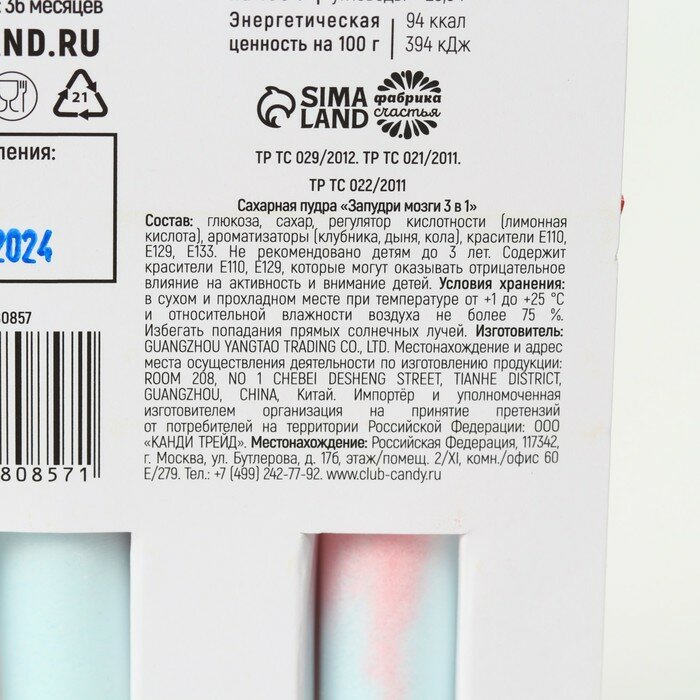 : 36 месяцев
AND.RU
21
ления:
2024
80857
808571
Энергетическая 94 ккал
ценность на 100 г 394 кДж
SIMA LAND
фабрика счастья
ТР ТС 029/2012. ТР ТС 021/2011.
ТР ТС 022/2011
Сахарная пудра «Запудри мозги 3 в 1»
Состав: глюкоза, сахар, регулятор кислотности (лимонная
кислота), ароматизаторы (клубника, дыня, кола), красители Е110,
Е129, Е133. Не рекомендовано детям до 3 лет. Содержит
красители Е110, Е129, которые могут оказывать отрицательное
влияние на активность и внимание детей. Условия хранения:
в сухом и прохладном месте при температуре от +1 до +25 °С
и относительной влажности воздуха не более 75 %.
Избегать попадания прямых солнечных лучей. Изготовитель:
GUANGZHOU YANGTAO TRADING CO., LTD. Местонахождение и адрес
места осуществления деятельности по изготовлению продукции:
ROOM 208, NO 1 CHEBEI DESHENG STREET, TIANHE DISTRICT,
GUANGZHOU, CHINA, Китай. Импортёр и уполномоченная
изготовителем организация на принятие претензий
от потребителей на территории Российской Федерации: ООО
«КАНДИ ТРЕЙД». Местонахождение: Российская Федерация, 117342,
г. Москва, ул. Бутлерова, д. 176, этаж/помещ. 2/XI, комн./офис 60
Е/279. Тел.: +7 (499) 242-77-92. www.club-candy.ru